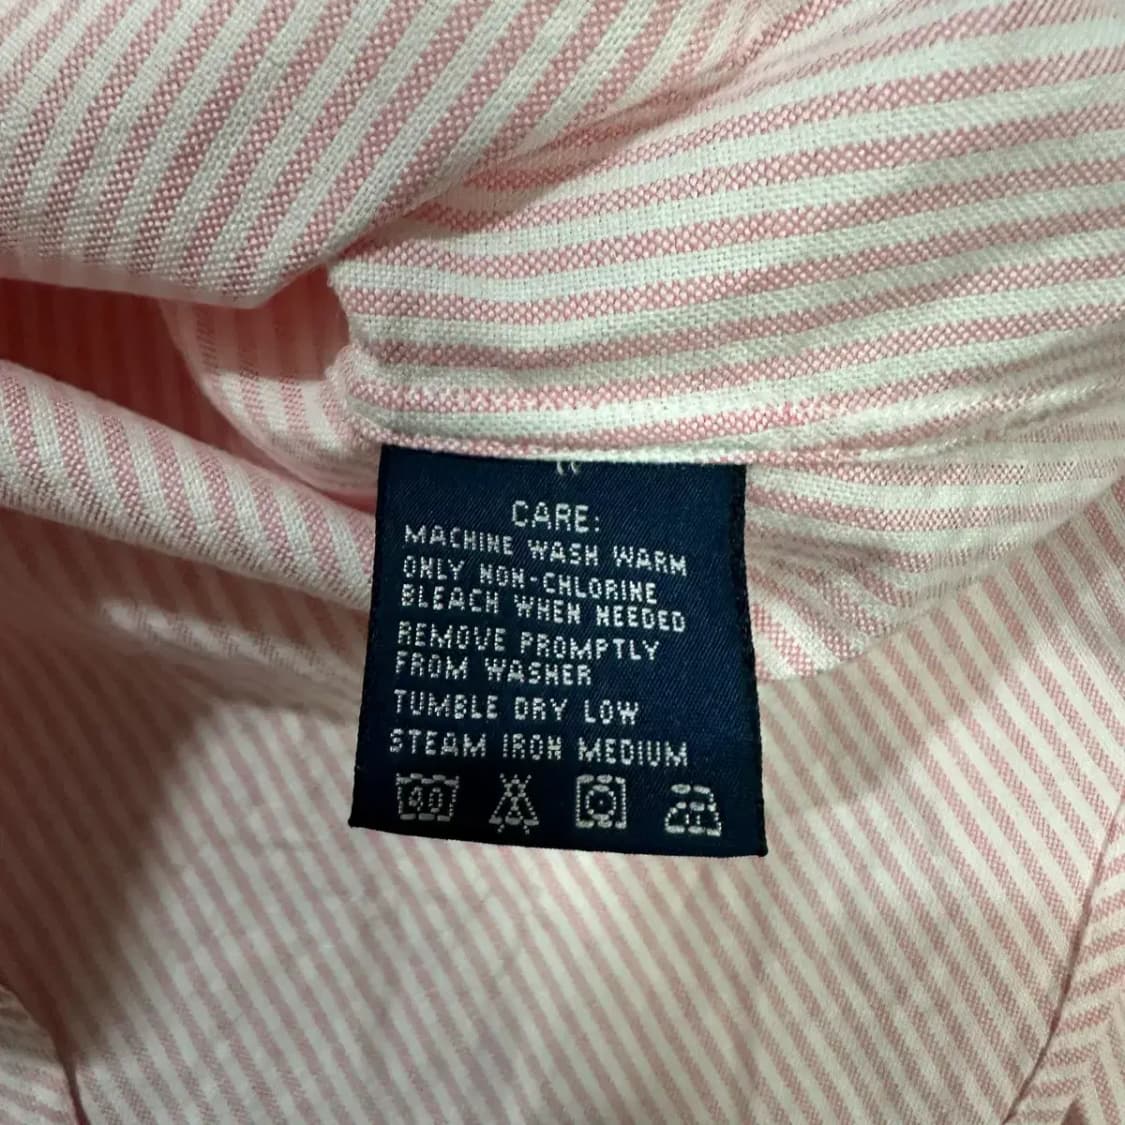 CARE:
MACHINE WASH WARM
ONLY NON-CHLORINE
BLEACH WHEN NEEDED
REMOVE PROMPTLY
FROM WASHER
TUMBLE DRY LOW
STEAM IRON MEDIUM
40